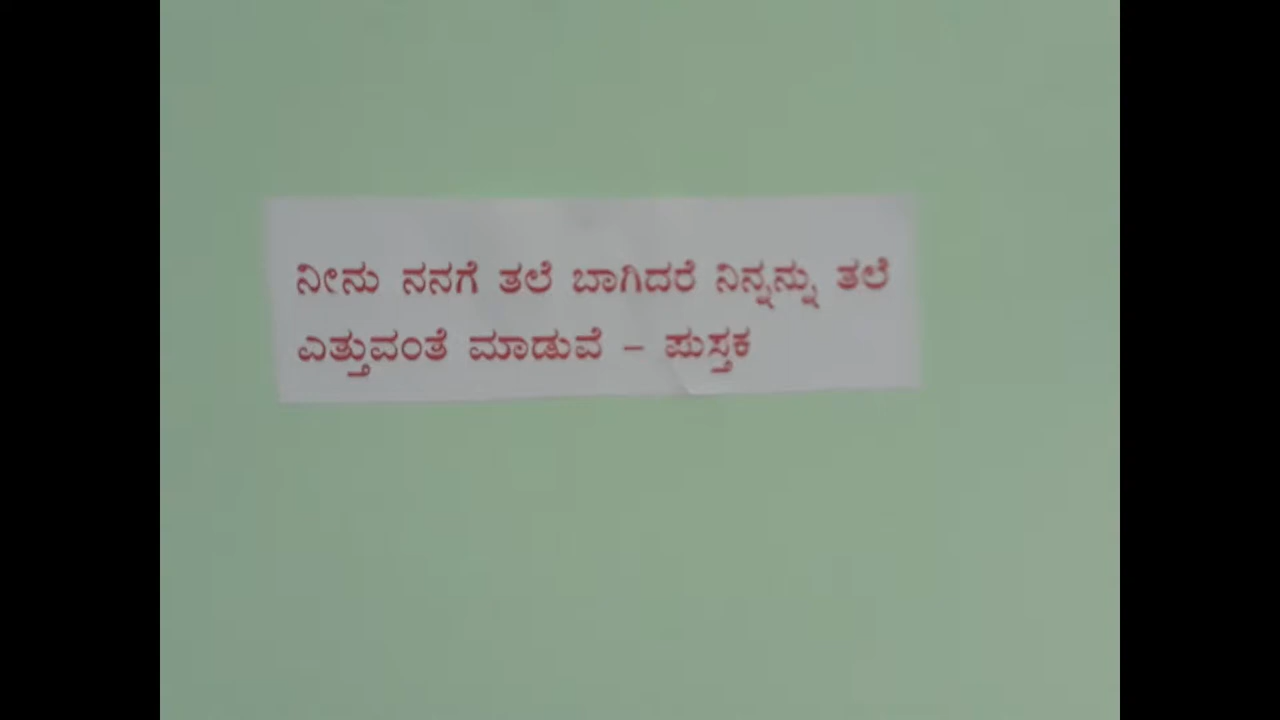 ನೀನು ನನಗೆ ತಲೆ ಬಾಗಿದರೆ ನಿನ್ನನ್ನು ತಲೆ
ಎತ್ತುವಂತೆ ಮಾಡುವೆ – ಪುಸ್ತಕ